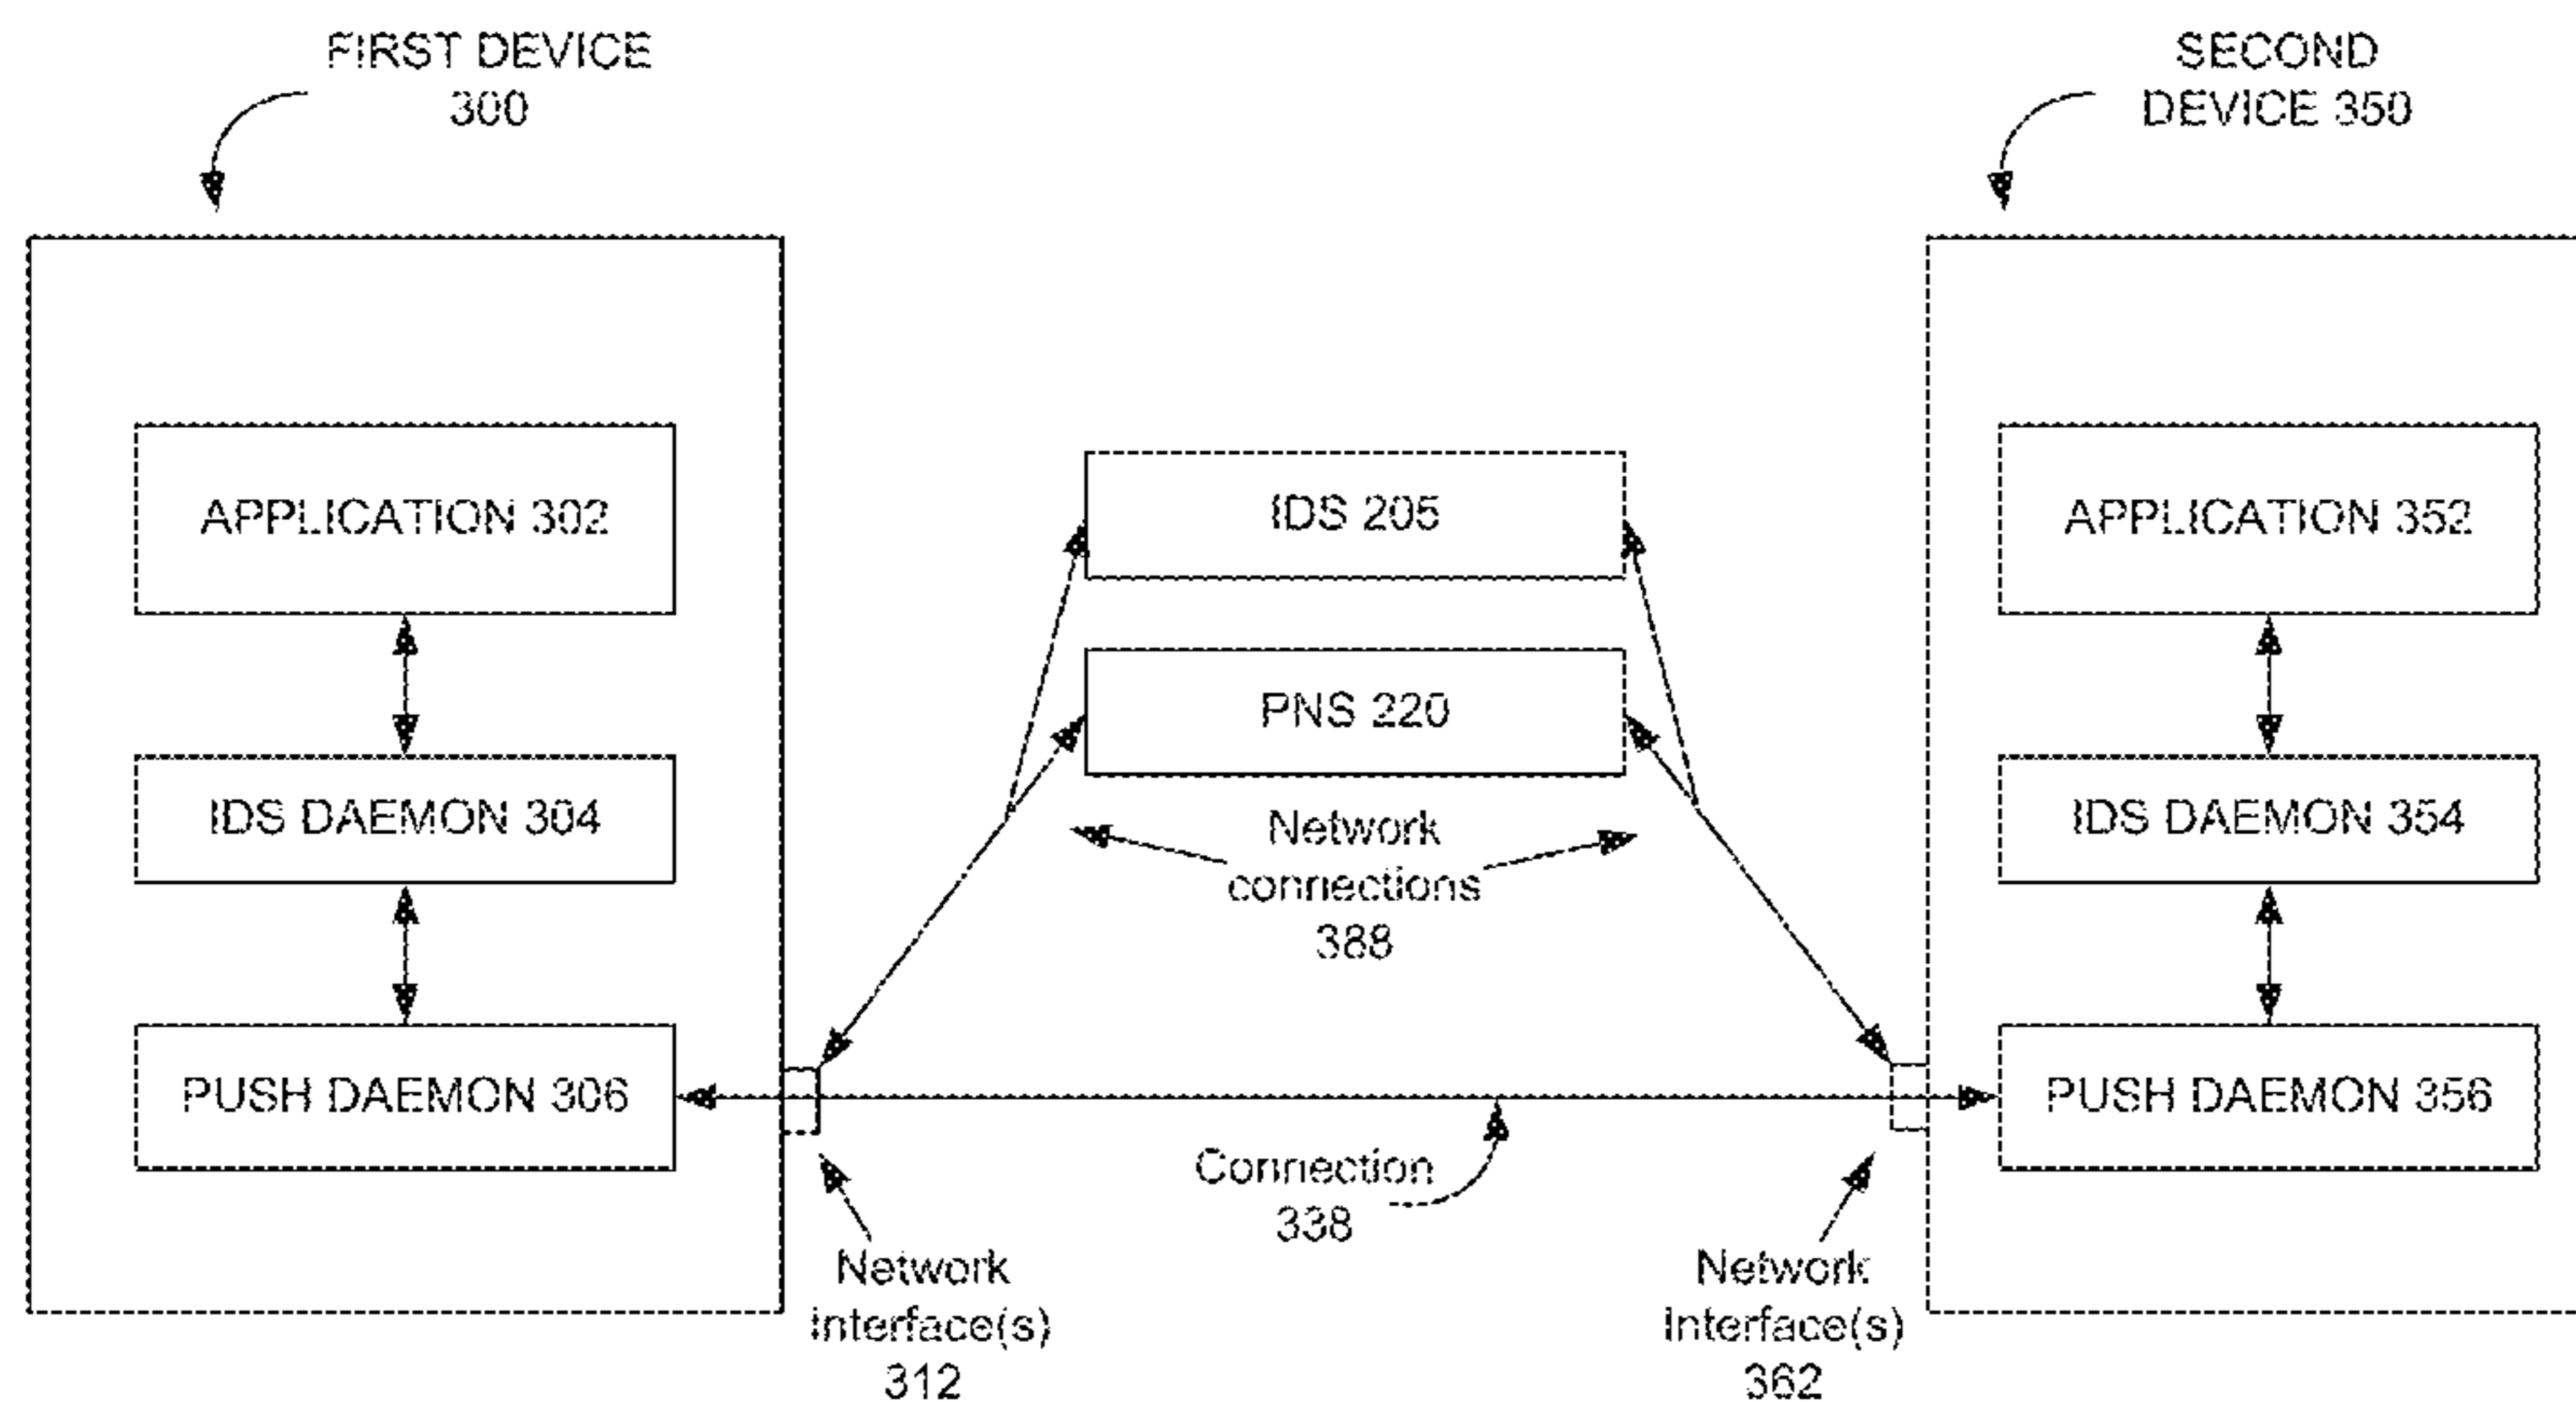 FIRST DEVICE
300
SECOND
DEVICE 350
APPLICATION 302
IDS DAEMON 304
PUSH DAEMON 306
IDS 205
PNS 220
Network
connections
388
Connection
338
Network
interface(s)
312
Network
interface(s)
362
APPLICATION 352
IDS DAEMON 354
PUSH DAEMON 356